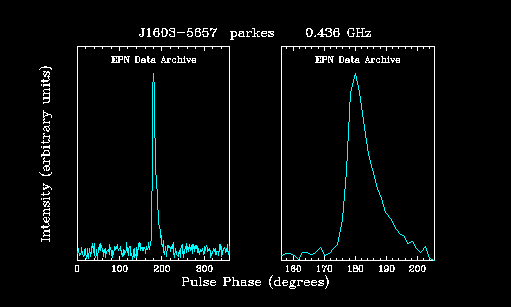 J1603-5657 parkes 0.436 GHz
EPN Data Archive
EPN Data Archive
Intensity (arbitrary units)
0 100 200 300
160 170 180 190 200
Pulse Phase (degrees)